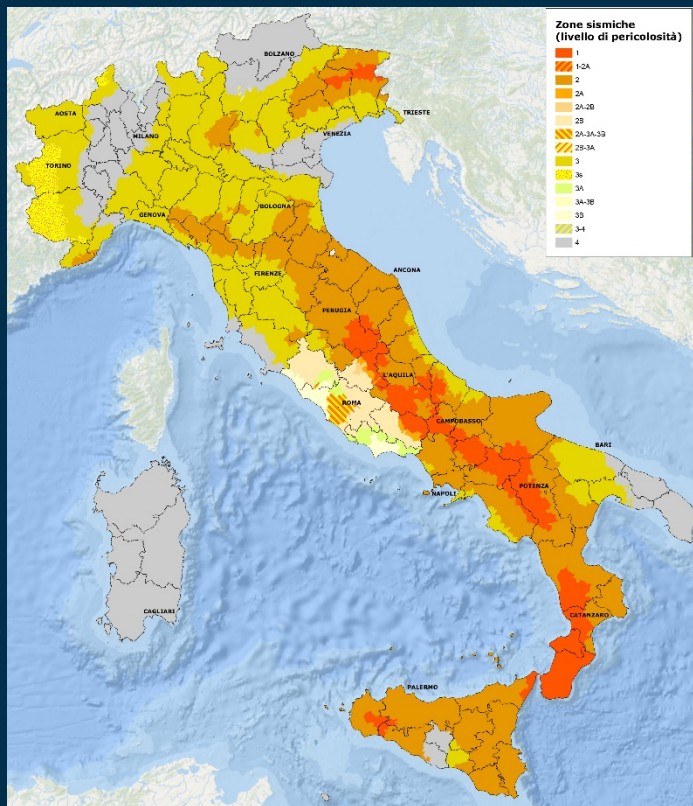 Zone sismiche
(livello di pericolosità)
1
1-2A
2
2A
2A-2B
2B
2A-3A-3B
2B-3A
3
3s
3A
3A-3B
3B
3-4
4
BOLZANO
AOSTA
TRIESTE
MILANO
VENEZIA
TORINO
BOLOGNA
GENOVA
FIRENZE
ANCONA
PERUGIA
L'AQUILA
ROMA
CAMPOBASSO
BARI
NAPOLI
POTENZA
CAGLIARI
CATANZARO
PALERMO